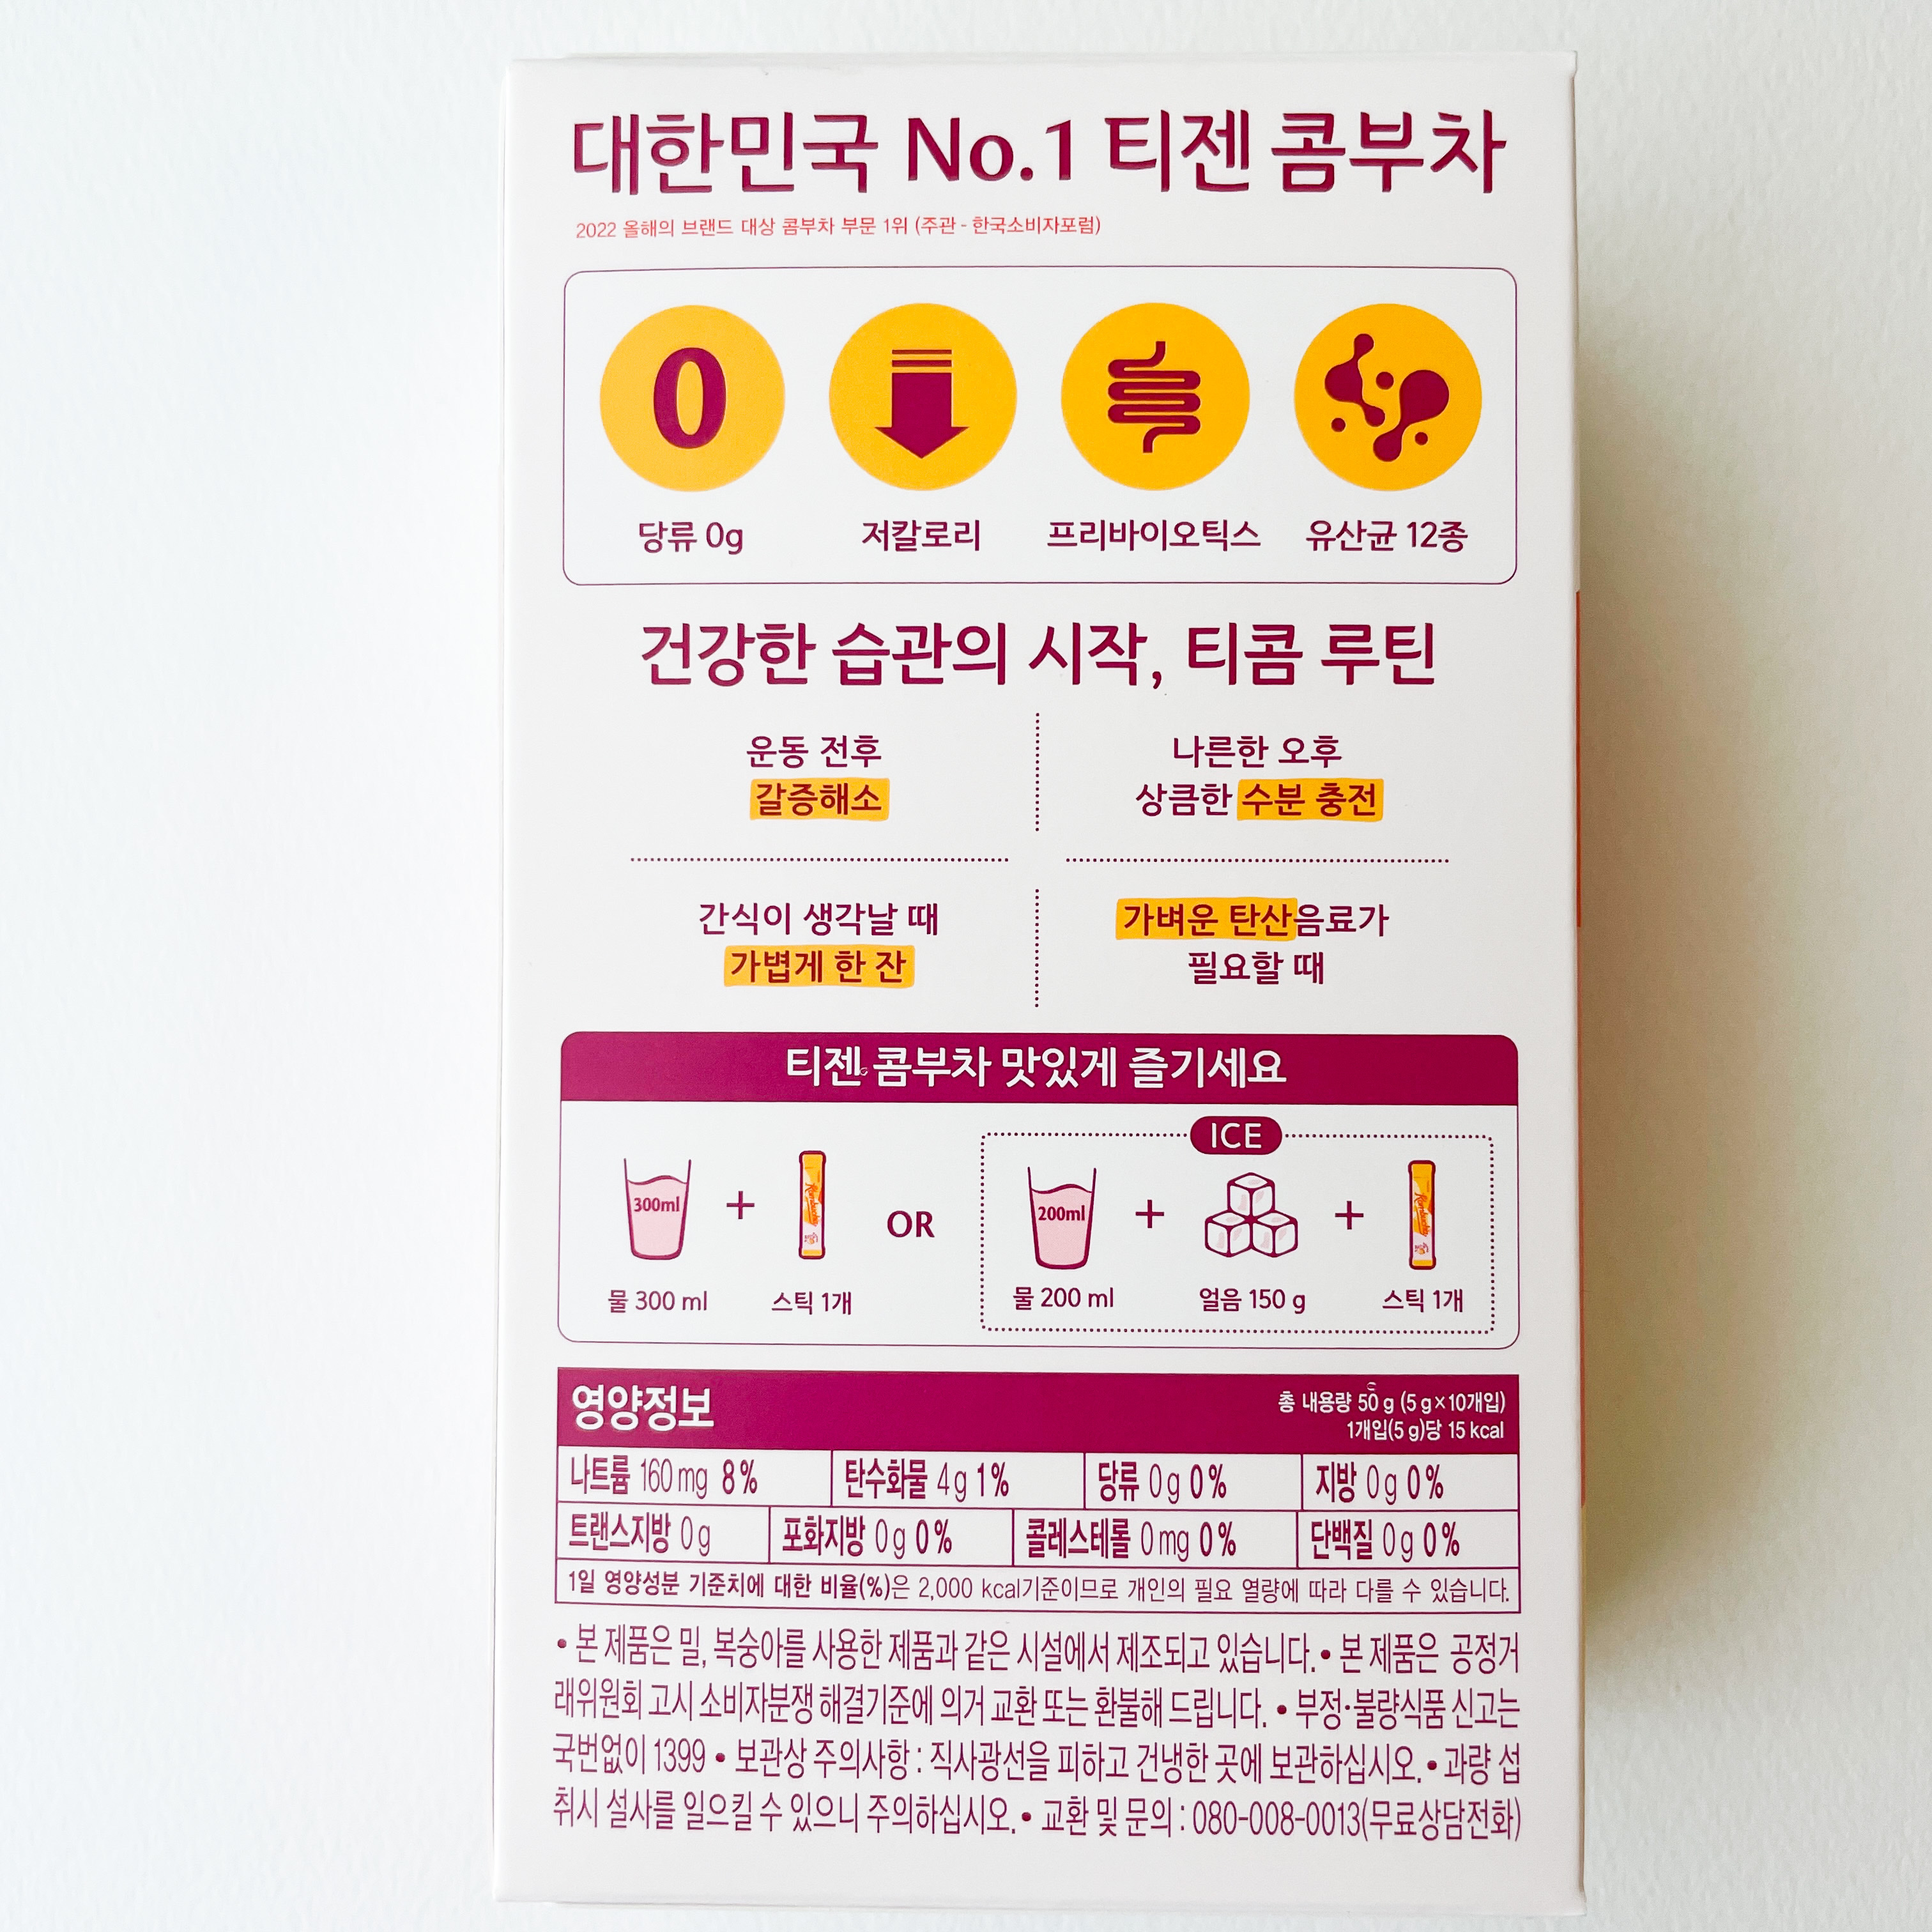 대한민국 No.1 티젠 콤부차
2022 올해의 브랜드 대상 콤부차 부문 1위 (주관 - 한국소비자포럼)
0
당류 0g
저칼로리
프리바이오틱스
유산균 12종
건강한 습관의 시작, 티콤 루틴
운동 전후
갈증해소
나른한 오후
상큼한 수분 충전
간식이 생각날 때
가볍게 한 잔
가벼운 탄산음료가
필요할 때
티젠 콤부차 맛있게 즐기세요
300ml
+
Kombucha
물 300 ml
스틱 1개
OR
ICE
200ml
+
+
Kombucha
물 200 ml
얼음 150 g
스틱 1개
영양정보
총 내용량 50 g (5 g×10개입)
1개입(5 g)당 15 kcal
나트륨 160 mg 8% 탄수화물 4 g 1% 당류 0 g 0% 지방 0 g 0%
트랜스지방 0 g 포화지방 0 g 0% 콜레스테롤 0 mg 0% 단백질 0 g 0%
1일 영양성분 기준치에 대한 비율(%)은 2,000 kcal기준이므로 개인의 필요 열량에 따라 다를 수 있습니다.
• 본 제품은 밀, 복숭아를 사용한 제품과 같은 시설에서 제조되고 있습니다. • 본 제품은 공정거
래위원회 고시 소비자분쟁 해결기준에 의거 교환 또는 환불해 드립니다. • 부정·불량식품 신고는
국번없이 1399 • 보관상 주의사항 : 직사광선을 피하고 건냉한 곳에 보관하십시오. • 과량 섭
취시 설사를 일으킬 수 있으니 주의하십시오. • 교환 및 문의 : 080-008-0013(무료상담전화)